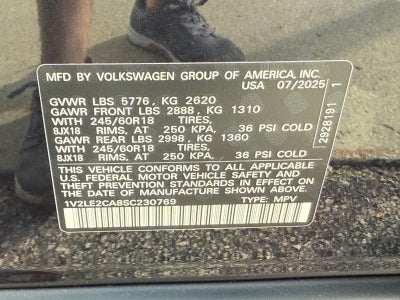 MFD BY VOLKSWAGEN GROUP OF AMERICA, INC.
USA 07/2025
GVWR LBS 5776, KG 2620
GAWR FRONT LBS 2888, KG 1310
WITH 245/60R18 TIRES,
8JX18 RIMS, AT 250 KPA, 36 PSI COLD
GAWR REAR LBS 2998, KG 1360
WITH 245/60R18 TIRES,
8JX18 RIMS, AT 250 KPA, 36 PSI COLD
THIS VEHICLE CONFORMS TO ALL APPLICABLE
U.S. FEDERAL MOTOR VEHICLE SAFETY AND
THEFT PREVENTION STANDARDS IN EFFECT ON
THE DATE OF MANUFACTURE SHOWN ABOVE.
1V2LE2CA8SC230769 TYPE: MPV
2928191 1